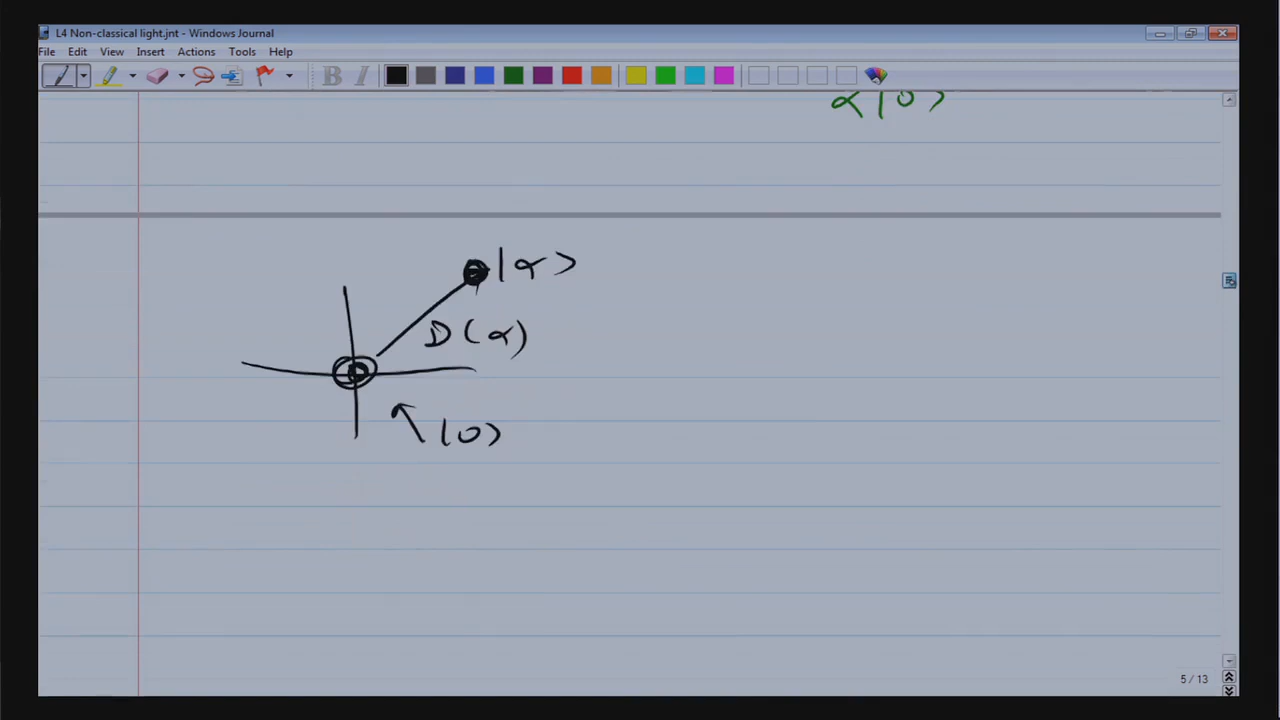 L4 Non-classical light.jnt - Windows Journal
File Edit View Insert Actions Tools Help
B I
α|0>
|α>
D(α)
|0>
5 / 13